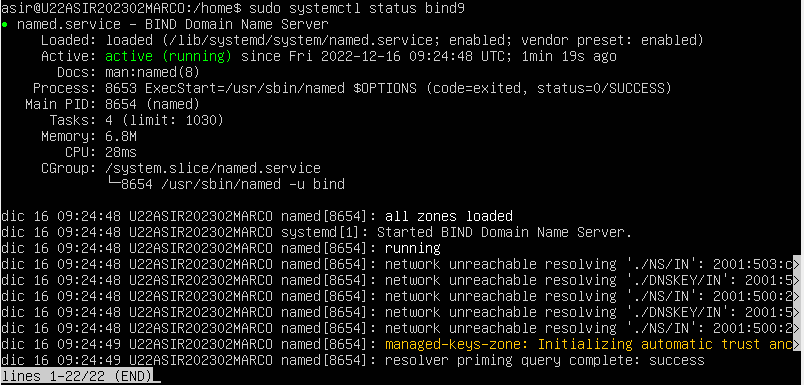 asir@U22ASIR202302MARCO:/home$ sudo systemctl status bind9
● named.service - BIND Domain Name Server
     Loaded: loaded (/lib/systemd/system/named.service; enabled; vendor preset: enabled)
     Active: active (running) since Fri 2022-12-16 09:24:48 UTC; 1min 19s ago
       Docs: man:named(8)
    Process: 8653 ExecStart=/usr/sbin/named $OPTIONS (code=exited, status=0/SUCCESS)
   Main PID: 8654 (named)
      Tasks: 4 (limit: 1030)
     Memory: 6.8M
        CPU: 28ms
     CGroup: /system.slice/named.service
             └─8654 /usr/sbin/named -u bind
dic 16 09:24:48 U22ASIR202302MARCO named[8654]: all zones loaded
dic 16 09:24:48 U22ASIR202302MARCO systemd[1]: Started BIND Domain Name Server.
dic 16 09:24:48 U22ASIR202302MARCO named[8654]: running
dic 16 09:24:48 U22ASIR202302MARCO named[8654]: network unreachable resolving './NS/IN': 2001:503:c>
dic 16 09:24:48 U22ASIR202302MARCO named[8654]: network unreachable resolving './DNSKEY/IN': 2001:5>
dic 16 09:24:48 U22ASIR202302MARCO named[8654]: network unreachable resolving './NS/IN': 2001:500:2>
dic 16 09:24:48 U22ASIR202302MARCO named[8654]: network unreachable resolving './DNSKEY/IN': 2001:5>
dic 16 09:24:48 U22ASIR202302MARCO named[8654]: network unreachable resolving './NS/IN': 2001:500:2>
dic 16 09:24:49 U22ASIR202302MARCO named[8654]: managed-keys-zone: Initializing automatic trust anc>
dic 16 09:24:49 U22ASIR202302MARCO named[8654]: resolver priming query complete: success
lines 1-22/22 (END)